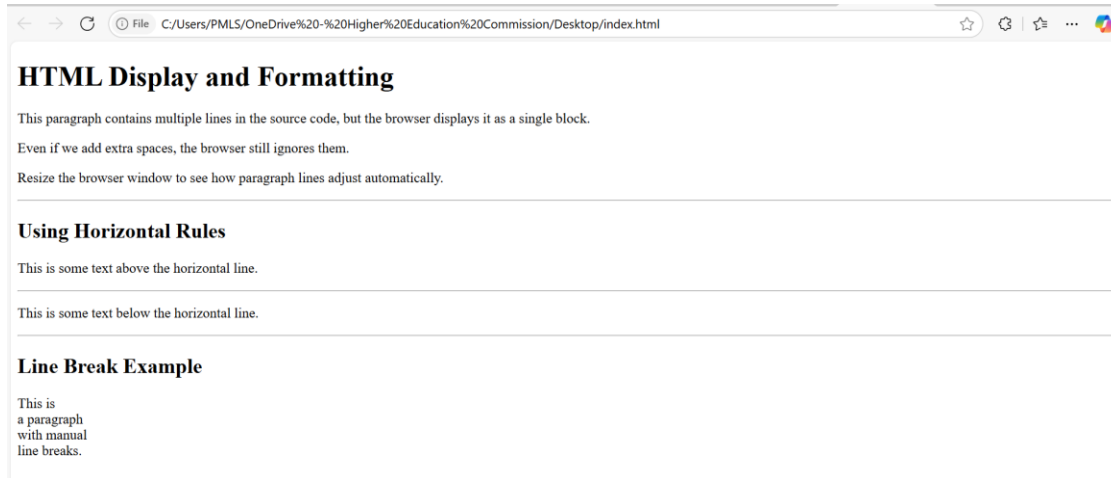 File C:/Users/PMLS/OneDrive%20-%20Higher%20Education%20Commission/Desktop/index.html
HTML Display and Formatting
This paragraph contains multiple lines in the source code, but the browser displays it as a single block.
Even if we add extra spaces, the browser still ignores them.
Resize the browser window to see how paragraph lines adjust automatically.
Using Horizontal Rules
This is some text above the horizontal line.
This is some text below the horizontal line.
Line Break Example
This is
a paragraph
with manual
line breaks.